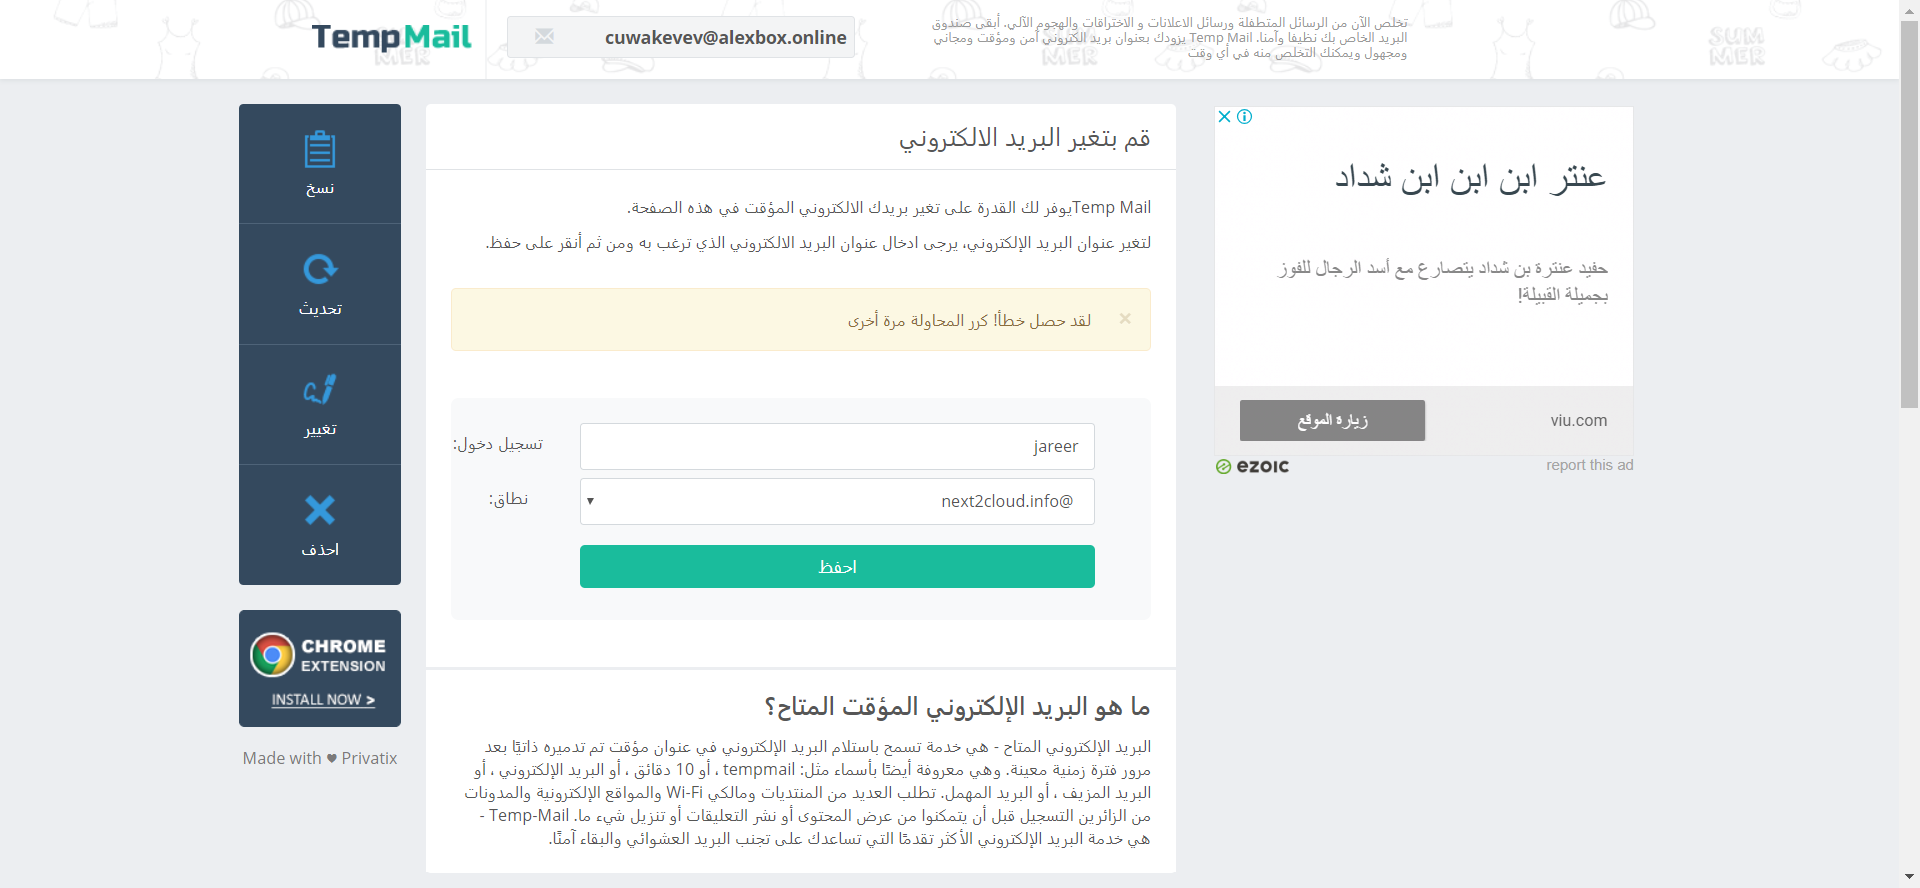 TempMail
cuwakevev@alexbox.online
تخلص الآن من الرسائل المتطفلة ورسائل الاعلانات و الاختراقات والهجوم الآلي. أبقى صندوق
البريد الخاص بك نظيفا وآمنا. Temp Mail يزودك بعنوان بريد الكتروني آمن ومؤقت ومجاني
ومجهول ويمكنك التخلص منه في أي وقت
SUM
MER
نسخ
تحديث
تغيير
احذف
CHROME
EXTENSION
INSTALL NOW >
Made with ♥ Privatix
قم بتغير البريد الالكتروني
Temp Mailيوفر لك القدرة على تغير بريدك الالكتروني المؤقت في هذه الصفحة.
لتغير عنوان البريد الإلكتروني، يرجى ادخال عنوان البريد الالكتروني الذي ترغب به ومن ثم أنقر على حفظ.
لقد حصل خطأ! كرر المحاولة مرة أخرى ×
تسجيل دخول:
jareer
نطاق:
next2cloud.info@
احفظ
ما هو البريد الإلكتروني المؤقت المتاح؟
البريد الإلكتروني المتاح - هي خدمة تسمح باستلام البريد الإلكتروني في عنوان مؤقت تم تدميره ذاتيًا بعد
مرور فترة زمنية معينة. وهي معروفة أيضًا بأسماء مثل: tempmail ، أو 10 دقائق ، أو البريد الإلكتروني ، أو
البريد المزيف ، أو البريد المهمل. تطلب العديد من المنتديات ومالكي Wi-Fi والمواقع الإلكترونية والمدونات
من الزائرين التسجيل قبل أن يتمكنوا من عرض المحتوى أو نشر التعليقات أو تنزيل شيء ما. Temp-Mail -
هي خدمة البريد الإلكتروني الأكثر تقدمًا التي تساعدك على تجنب البريد العشوائي والبقاء آمنًا.
عنتر ابن ابن ابن شداد
حفيد عنترة بن شداد يتصارع مع أسد الرجال للفوز
بجميلة القبيلة!
زيارة الموقع
viu.com
ezoic
report this ad